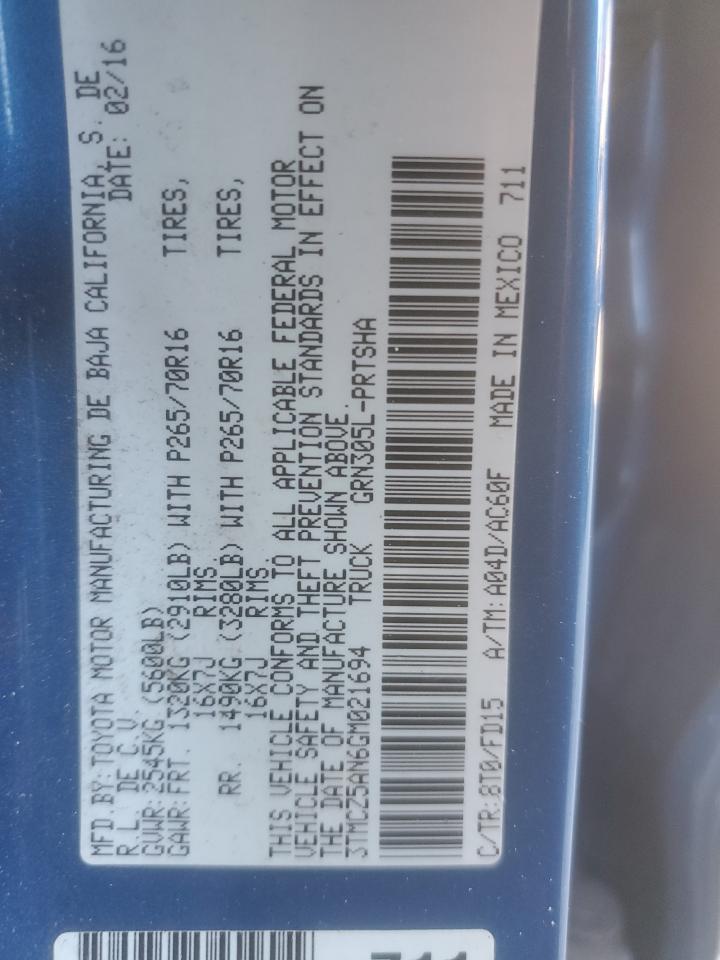 MFD BY: TOYOTA MOTOR MANUFACTURING DE BAJA CALIFORNIA, S. DE
R.L. DE C.V. DATE: 02/16
GVWR: 2545KG (5600LB)
GAWR: FRT. 1320KG (2910LB) WITH P265/70R16 TIRES,
16X7J RIMS,
RR. 1490KG (3280LB) WITH P265/70R16 TIRES,
16X7J RIMS.
THIS VEHICLE CONFORMS TO ALL APPLICABLE FEDERAL MOTOR
VEHICLE SAFETY AND THEFT PREVENTION STANDARDS IN EFFECT ON
THE DATE OF MANUFACTURE SHOWN ABOVE.
3TMCZ5AN6GM021694 TRUCK GRN305L-PRTSHA
C/TR: 8T0/FD15 A/TM: A04D/AC60F MADE IN MEXICO 711
711